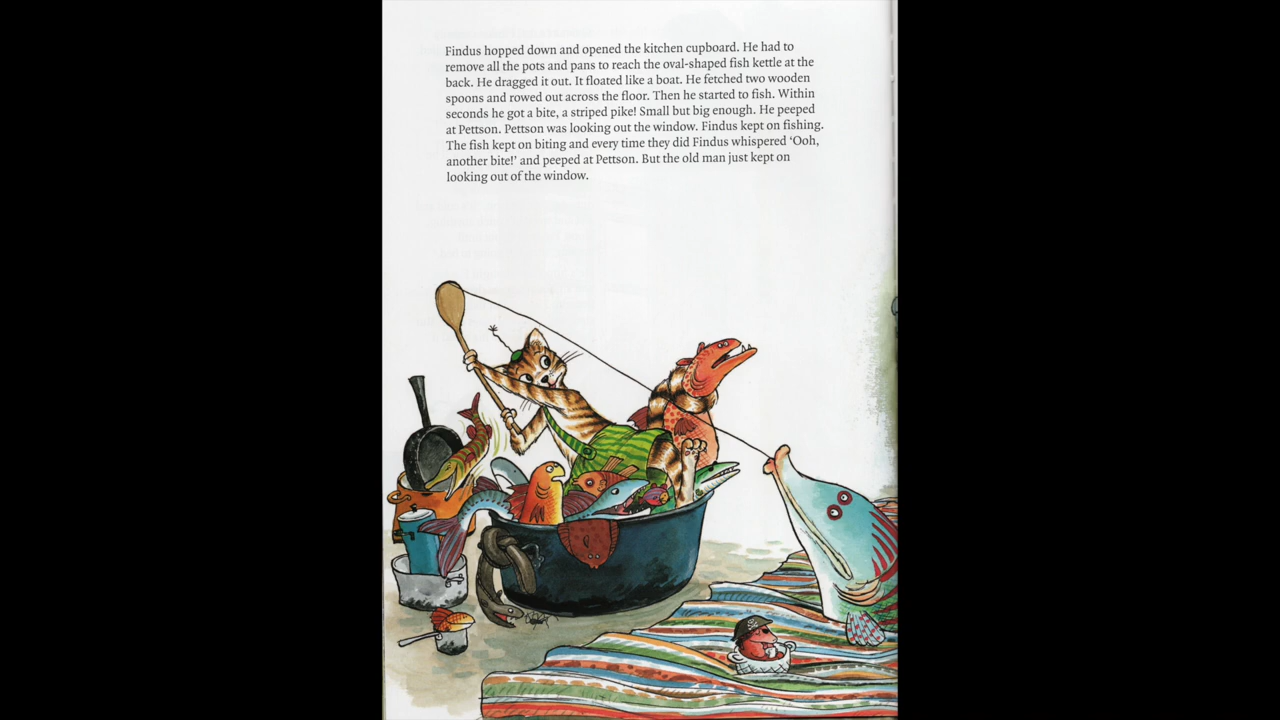 Findus hopped down and opened the kitchen cupboard. He had to
remove all the pots and pans to reach the oval-shaped fish kettle at the
back. He dragged it out. It floated like a boat. He fetched two wooden
spoons and rowed out across the floor. Then he started to fish. Within
seconds he got a bite, a striped pike! Small but big enough. He peeped
at Pettson. Pettson was looking out the window. Findus kept on fishing.
The fish kept on biting and every time they did Findus whispered ‘Ooh,
another bite!’ and peeped at Pettson. But the old man just kept on
looking out of the window.